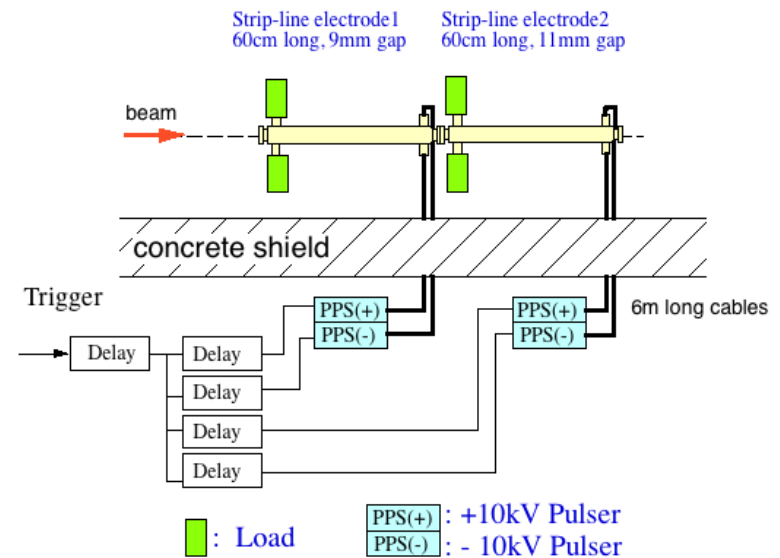 Strip-line electrode1
60cm long, 9mm gap
Strip-line electrode2
60cm long, 11mm gap
beam
concrete shield
Trigger
PPS(+)
PPS(-)
PPS(+)
PPS(-)
6m long cables
Delay
Delay
Delay
Delay
Delay
: Load
PPS(+) : +10kV Pulser
PPS(-) : - 10kV Pulser